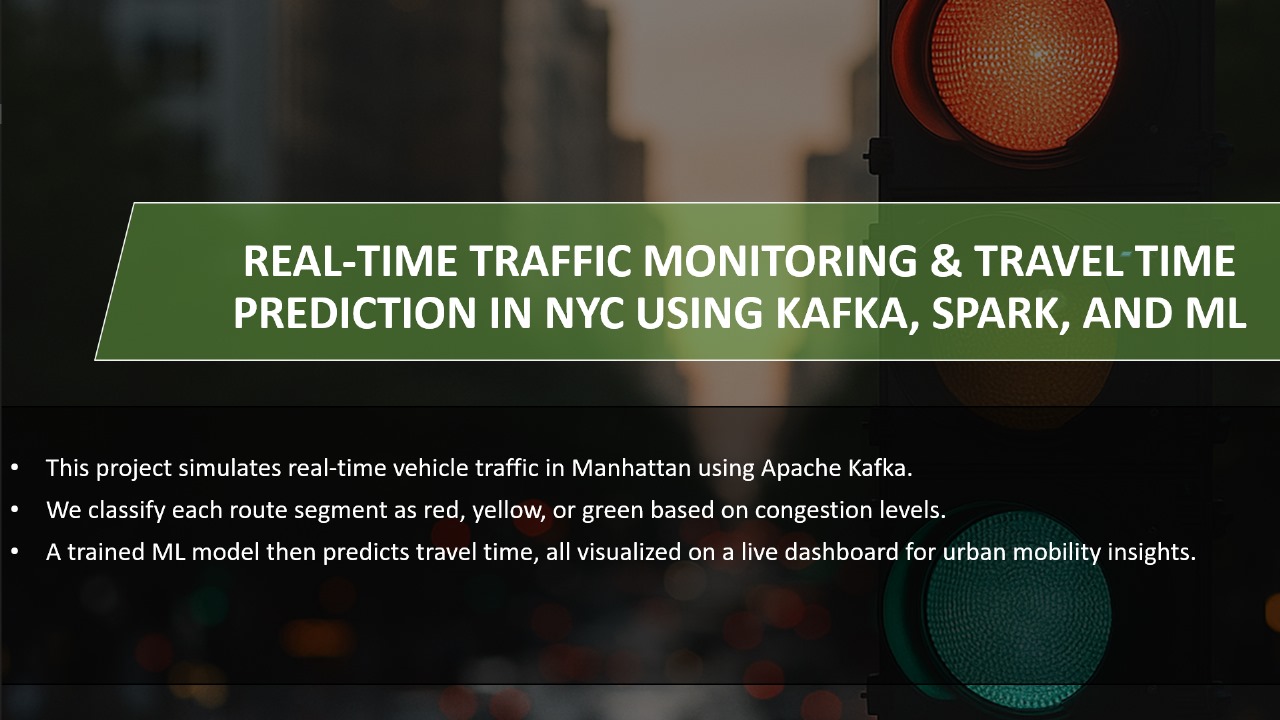 REAL-TIME TRAFFIC MONITORING & TRAVEL TIME
PREDICTION IN NYC USING KAFKA, SPARK, AND ML
• This project simulates real-time vehicle traffic in Manhattan using Apache Kafka.
• We classify each route segment as red, yellow, or green based on congestion levels.
• A trained ML model then predicts travel time, all visualized on a live dashboard for urban mobility insights.